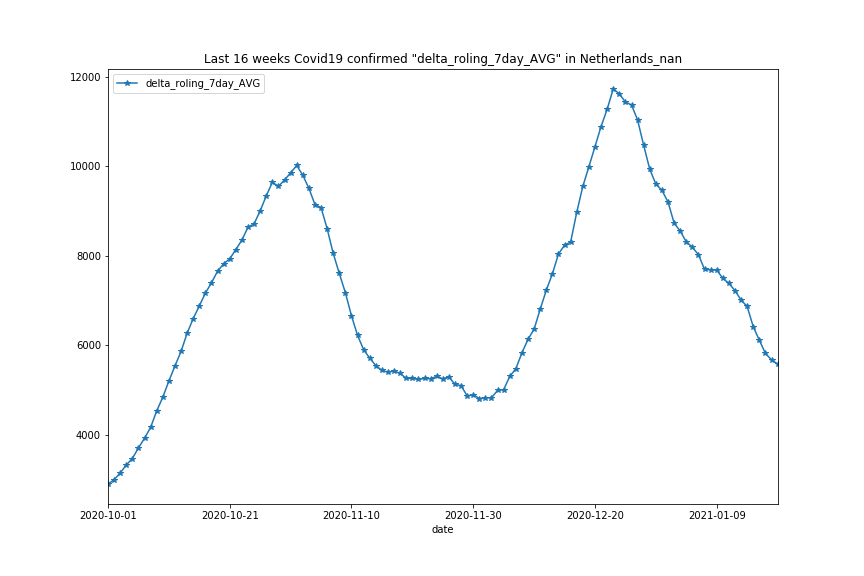 Last 16 weeks Covid19 confirmed "delta_roling_7day_AVG" in Netherlands_nan
delta_roling_7day_AVG
12000
10000
8000
6000
4000
2020-10-01 2020-10-21 2020-11-10 2020-11-30 2020-12-20 2021-01-09
date